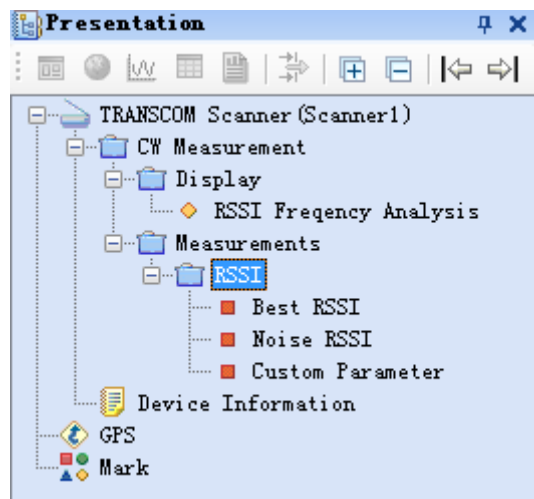 Presentation
TRANSCOM Scanner(Scanner1)
CW Measurement
Display
RSSI Freqency Analysis
Measurements
RSSI
Best RSSI
Noise RSSI
Custom Parameter
Device Information
GPS
Mark